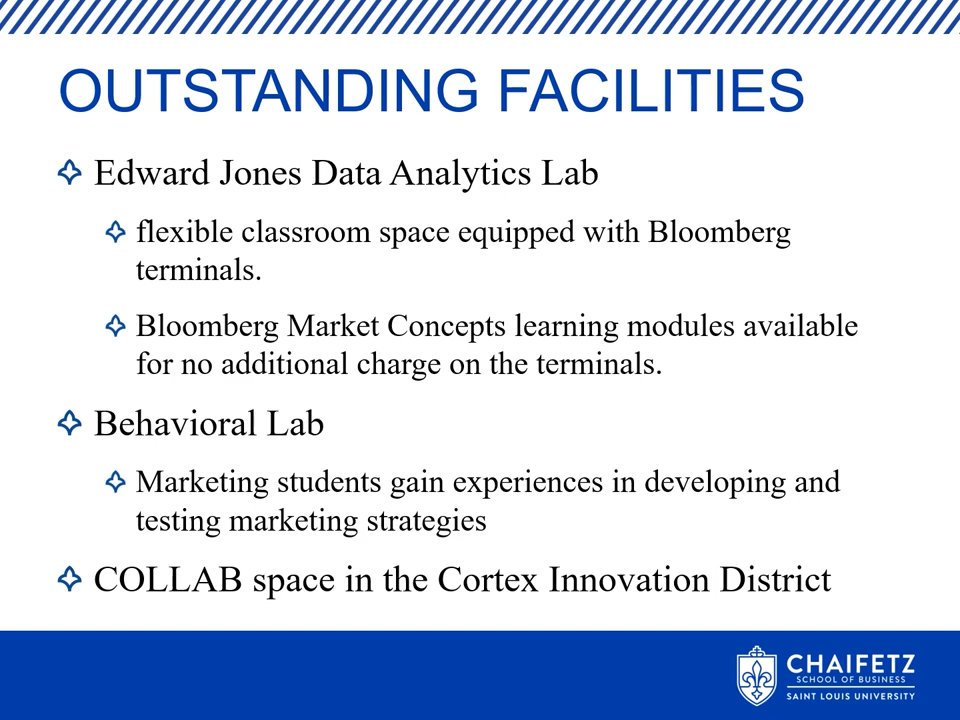 OUTSTANDING FACILITIES
Edward Jones Data Analytics Lab
flexible classroom space equipped with Bloomberg
terminals.
Bloomberg Market Concepts learning modules available
for no additional charge on the terminals.
Behavioral Lab
Marketing students gain experiences in developing and
testing marketing strategies
COLLAB space in the Cortex Innovation District
CHAIFETZ
SCHOOL OF BUSINESS
SAINT LOUIS UNIVERSITY